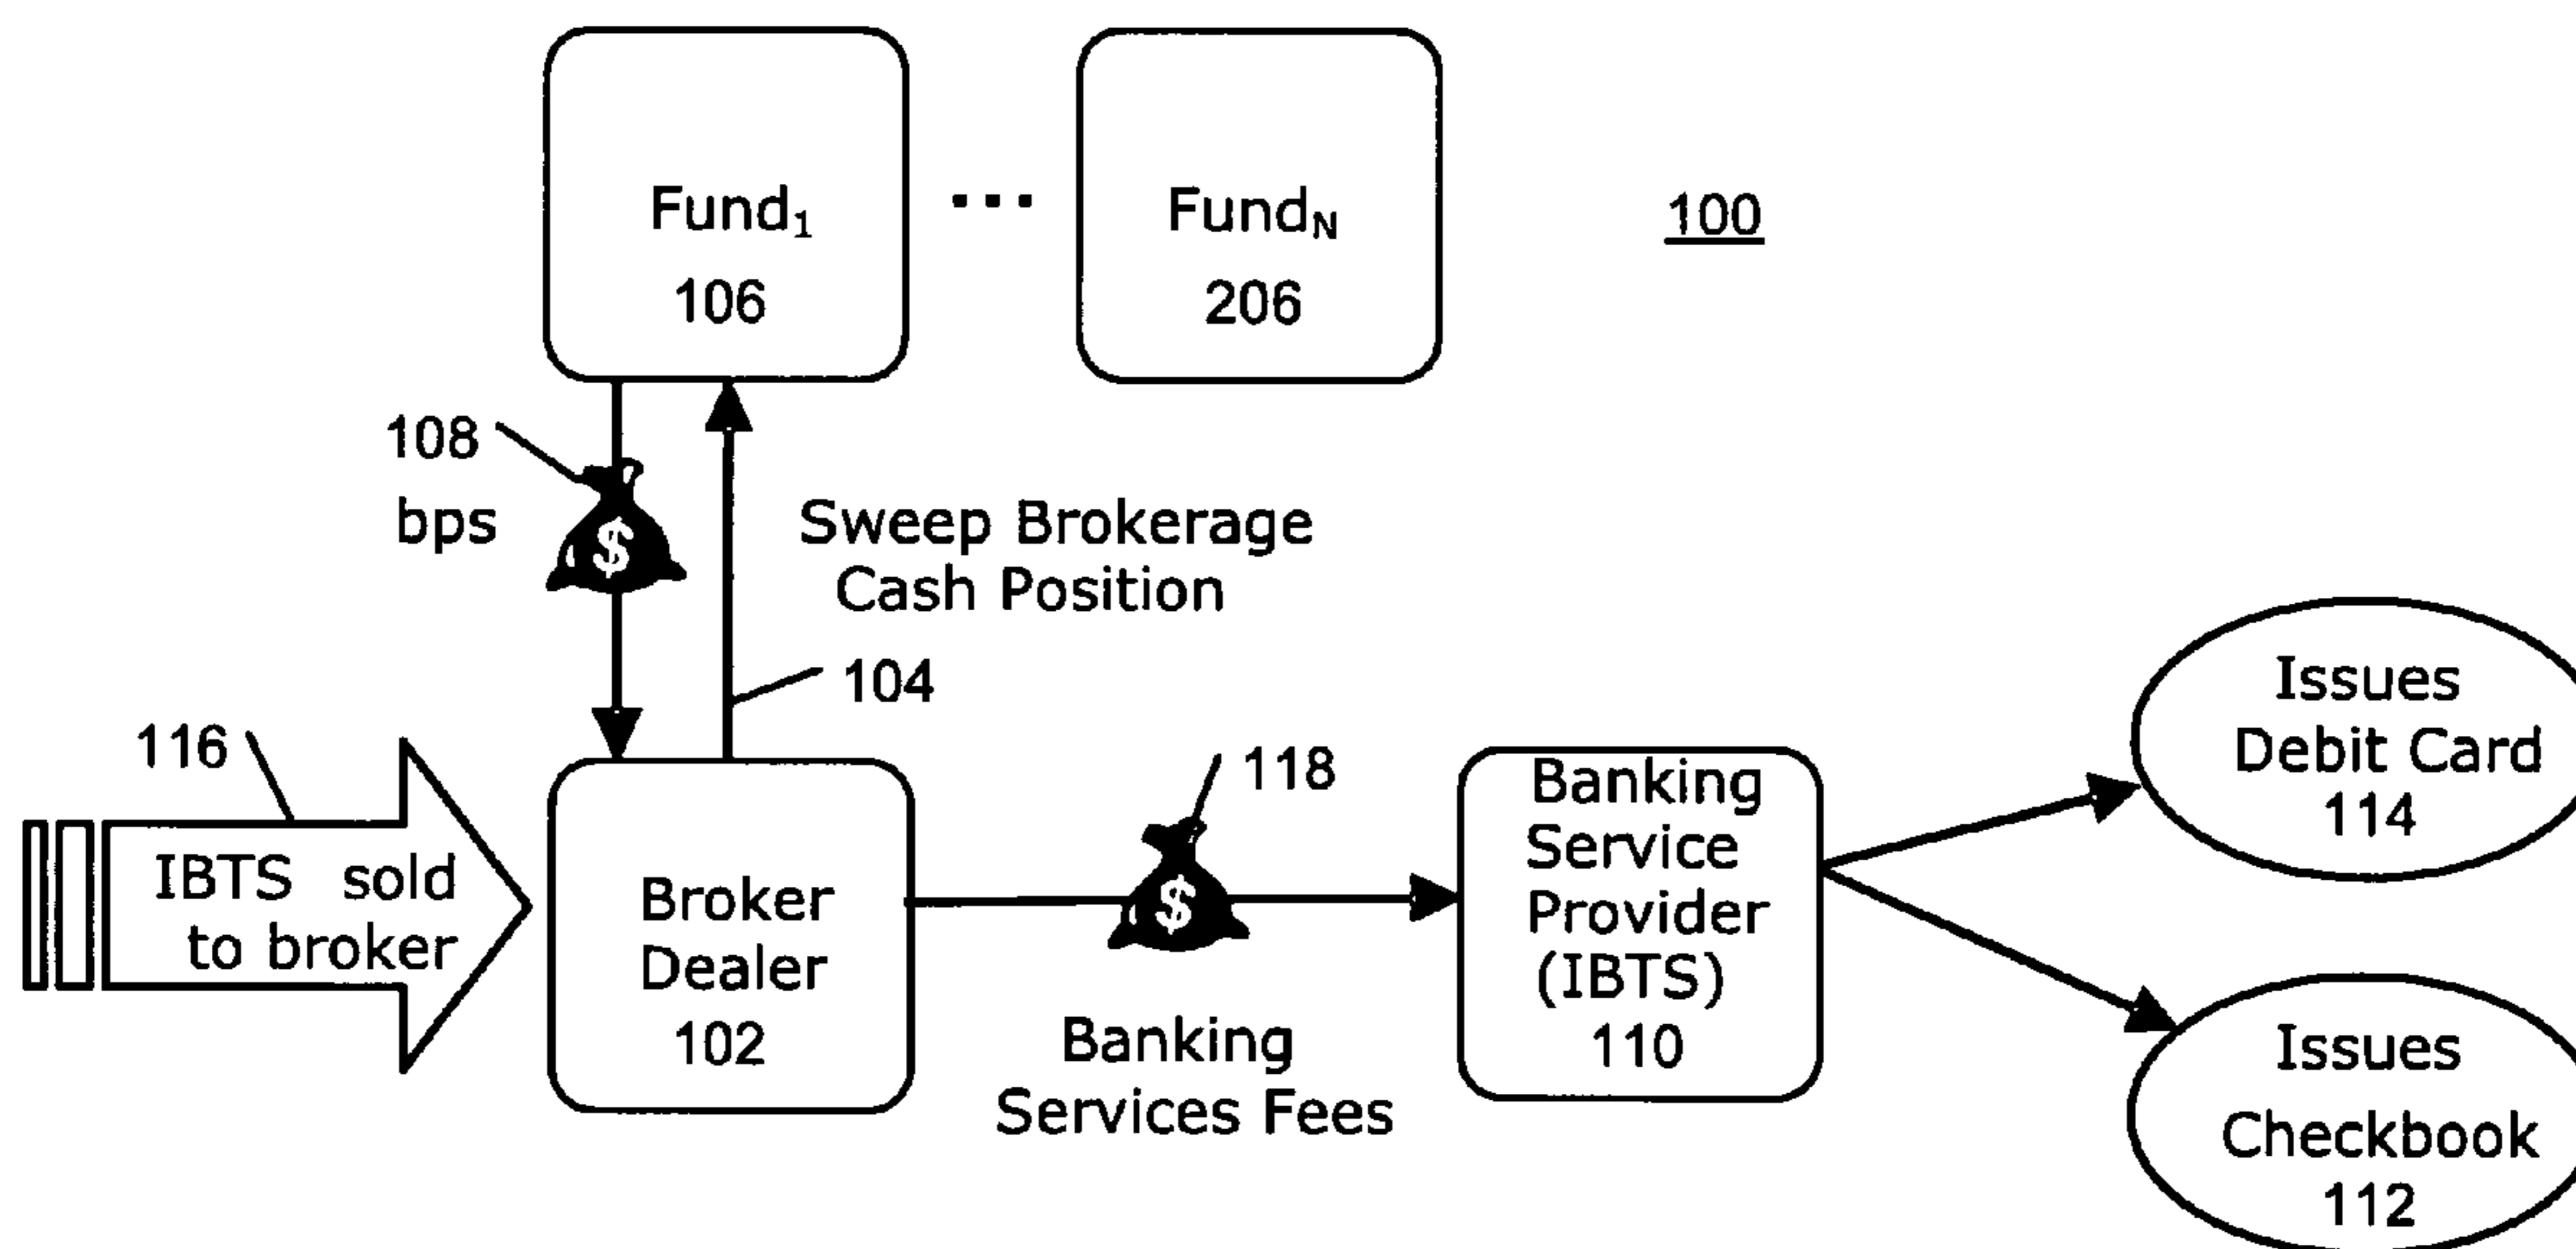 Fund1
106
...
FundN
206
100
108
bps
$
Sweep Brokerage
Cash Position
104
116
IBTS sold
to broker
Broker
Dealer
102
118
$
Banking
Services Fees
Banking
Service
Provider
(IBTS)
110
Issues
Debit Card
114
Issues
Checkbook
112